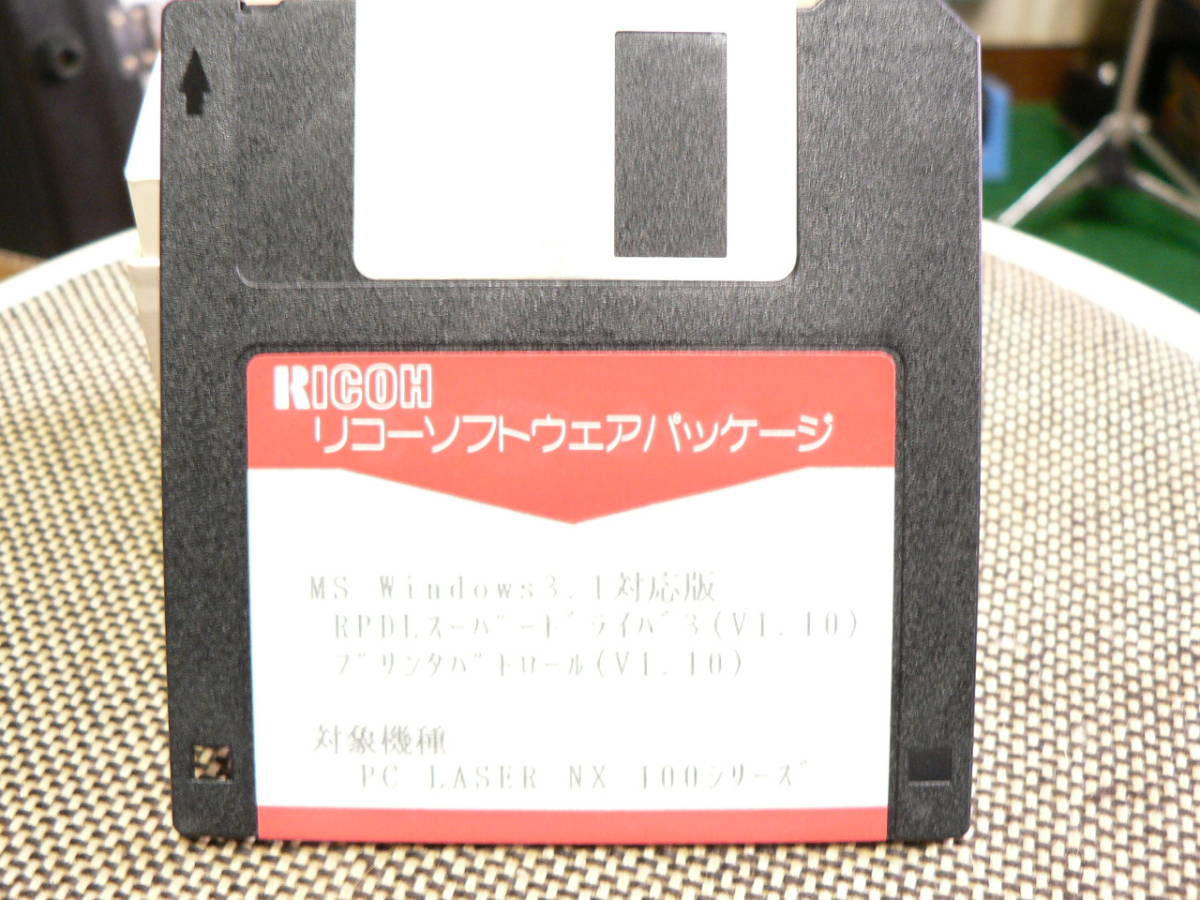 RICOH
リコーソフトウェアパッケージ
MS Windows3.1対応版
RPDLスーパードライバ3(V1.10)
プリンタパトロール(V1.10)
対象機種
PC LASER NX 100シリーズ